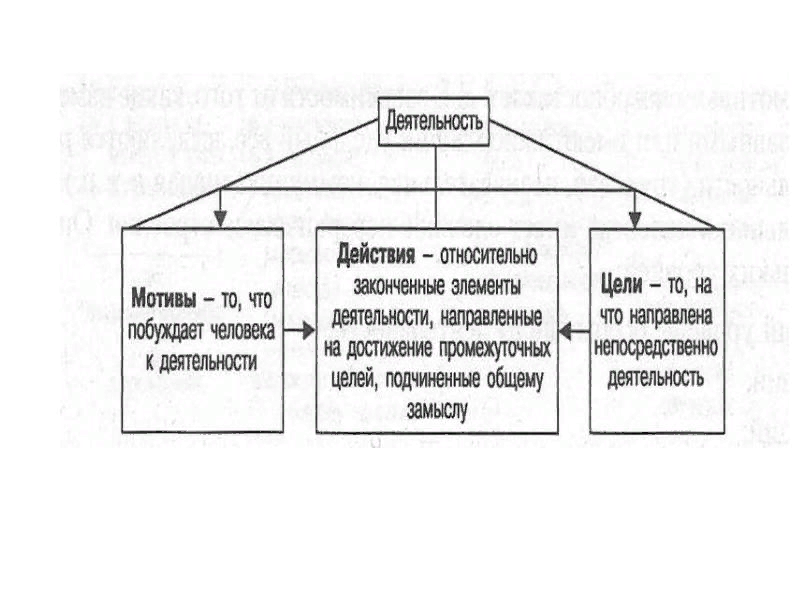 Деятельность
Мотивы – то, что
побуждает человека
к деятельности
Действия – относительно
законченные элементы
деятельности, направленные
на достижение промежуточных
целей, подчиненные общему
замыслу
Цели – то, на
что направлена
непосредственно
деятельность